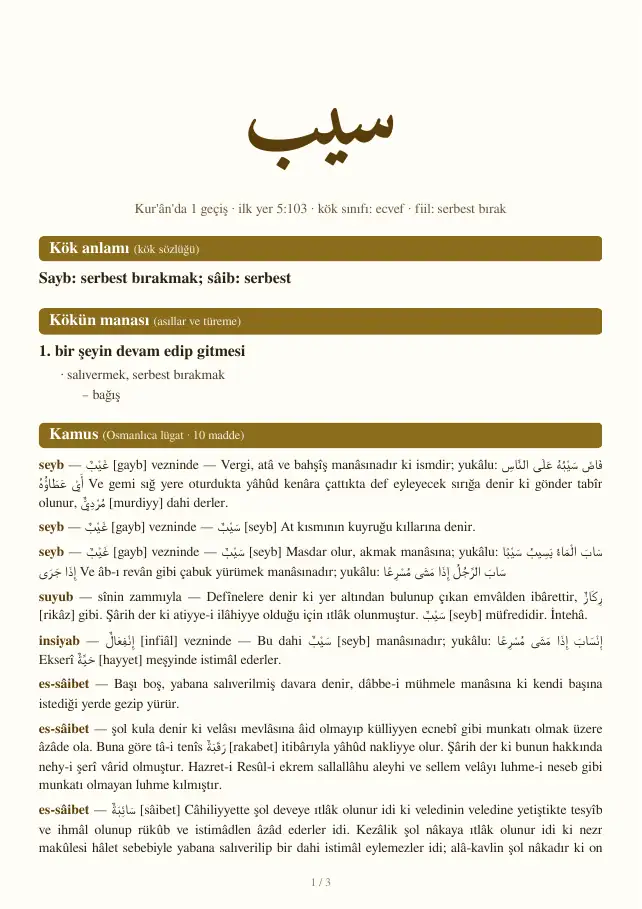 سيب
Kur'ân'da 1 geçiş · ilk yer 5:103 · kök sınıfı: ecvef · fiil: serbest bırak
Kök anlamı (kök sözlüğü)
Sayb: serbest bırakmak; sâib: serbest
Kökün manası (asıllar ve türeme)
1. bir şeyin devam edip gitmesi
· salıvermek, serbest bırakmak
– bağış
Kamus (Osmanlıca lügat · 10 madde)
seyb — غَيْبٌ [gayb] vezninde — Vergi, atâ ve bahşîş manâsınadır ki ismdir; yukâlu: فَاضَ سَيْبُهُ عَلَى النَّاسِ
أَيْ عَطَاؤُهُ Ve gemi sığ yere oturdukta yâhûd kenâra çattıkta def eyleyecek sırığa denir ki gönder tabîr
olunur, مُرْدِيٌّ [murdiyy] dahi derler.
seyb — غَيْبٌ [gayb] vezninde — سَيْبٌ [seyb] At kısmının kuyruğu kıllarına denir.
seyb — غَيْبٌ [gayb] vezninde — سَيْبٌ [seyb] Masdar olur, akmak manâsına; yukâlu: سَابَ الْمَاءُ يَسِيبُ سَيْبًا
إِذَا جَرَى Ve âb-ı revân gibi çabuk yürümek manâsınadır; yukâlu: سَابَ الرَّجُلُ إِذَا مَشَى مُسْرِعًا
suyub — sînin zammıyla — Defînelere denir ki yer altından bulunup çıkan emvâlden ibârettir, رِكَازٌ
[rikâz] gibi. Şârih der ki atiyye-i ilâhiyye olduğu için ıtlâk olunmuştur. سَيْبٌ [seyb] müfredidir. İntehâ.
insiyab — إِنْفِعَالٌ [infiâl] vezninde — Bu dahi سَيْبٌ [seyb] manâsınadır; yukâlu: إِنْسَابَ إِذَا مَشَى مُسْرِعًا
Ekserî حَيَّةٌ [hayyet] meşyinde istimâl ederler.
es-sâibet — Başı boş, yabana salıverilmiş davara denir, dâbbe-i mühmele manâsına ki kendi başına
istediği yerde gezip yürür.
es-sâibet — şol kula denir ki velâsı mevlâsına âid olmayıp külliyyen ecnebî gibi munkatı olmak üzere
âzâde ola. Buna göre tâ-i tenîs رَقَبَةٌ [rakabet] itibârıyla yâhûd nakliyye olur. Şârih der ki bunun hakkında
nehy-i şerî vârid olmuştur. Hazret-i Resûl-i ekrem sallallâhu aleyhi ve sellem velâyı luhme-i neseb gibi
munkatı olmayan luhme kılmıştır.
es-sâibet — سَائِبَةٌ [sâibet] Câhiliyyette şol deveye ıtlâk olunur idi ki veledinin veledine yetiştikte tesyîb
ve ihmâl olunup rükûb ve istimâlden âzâd ederler idi. Kezâlik şol nâkaya ıtlâk olunur idi ki nezr
makûlesi hâlet sebebiyle yabana salıverilip bir dahi istimâl eylemezler idi; alâ-kavlin şol nâkadır ki on
1 / 3